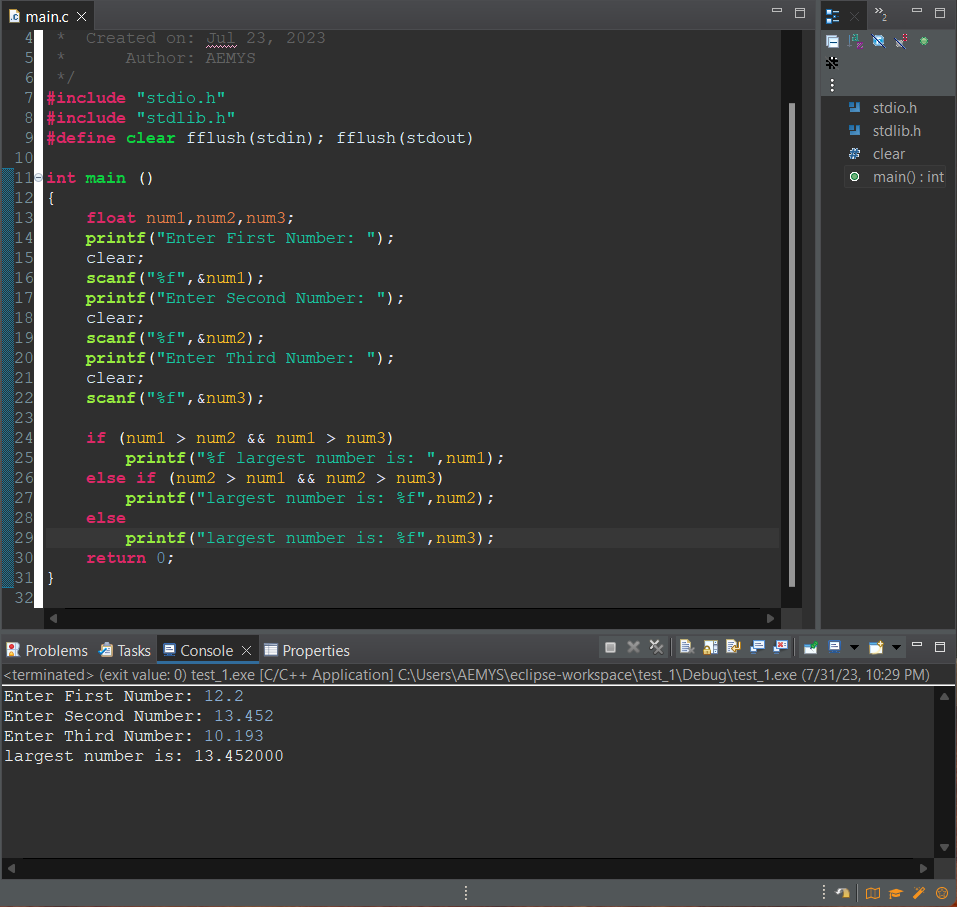 main.c
2
4 * Created on: Jul 23, 2023
5 * Author: AEMYS
6 */
7 #include "stdio.h"
8 #include "stdlib.h"
9 #define clear fflush(stdin); fflush(stdout)
10
11 int main ()
12 {
13 float num1,num2,num3;
14 printf("Enter First Number: ");
15 clear;
16 scanf("%f",&num1);
17 printf("Enter Second Number: ");
18 clear;
19 scanf("%f",&num2);
20 printf("Enter Third Number: ");
21 clear;
22 scanf("%f",&num3);
23
24 if (num1 > num2 && num1 > num3)
25 printf("%f largest number is: ",num1);
26 else if (num2 > num1 && num2 > num3)
27 printf("largest number is: %f",num2);
28 else
29 printf("largest number is: %f",num3);
30 return 0;
31 }
32
stdio.h
stdlib.h
clear
main() : int
Problems Tasks Console Properties
<terminated> (exit value: 0) test_1.exe [C/C++ Application] C:\Users\AEMYS\eclipse-workspace\test_1\Debug\test_1.exe (7/31/23, 10:29 PM)
Enter First Number: 12.2
Enter Second Number: 13.452
Enter Third Number: 10.193
largest number is: 13.452000